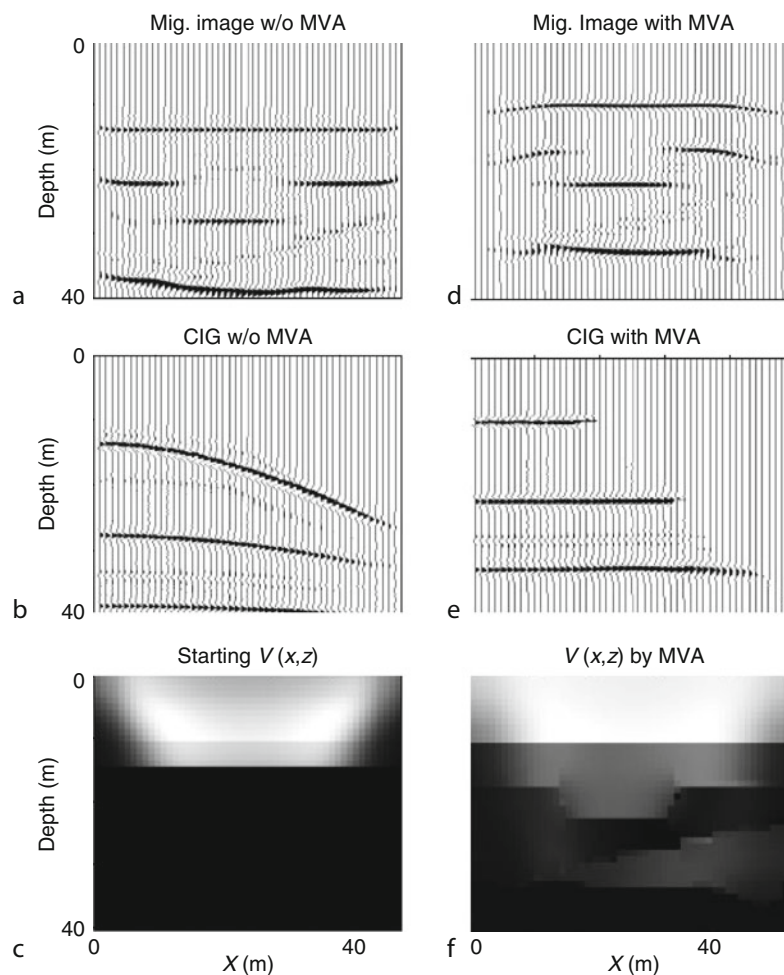 Mig. image w/o MVA
0
Depth (m)
40
a
Mig. Image with MVA
d
CIG w/o MVA
0
Depth (m)
40
b
CIG with MVA
e
Starting V (x,z)
0
Depth (m)
40
c
0
40
X (m)
V (x,z) by MVA
f
0
40
X (m)